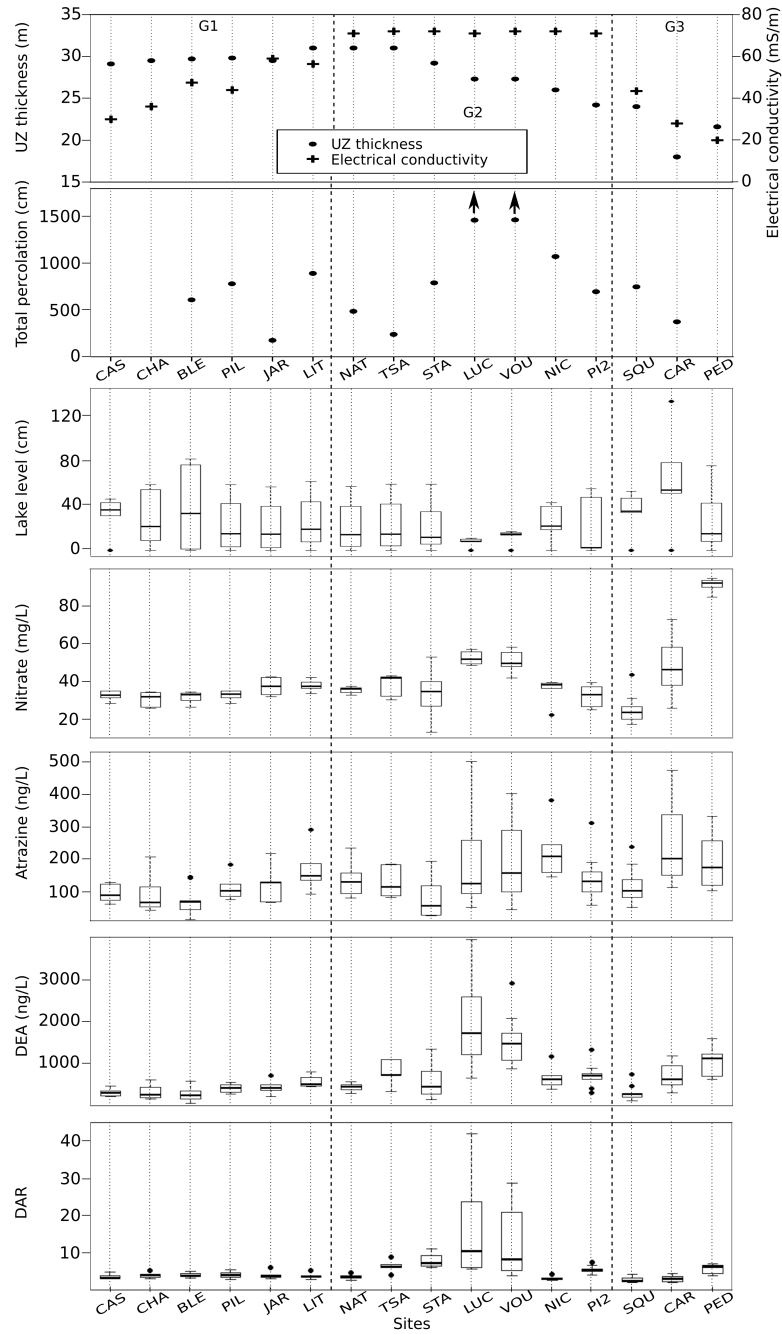 G1
G2
G3
UZ thickness (m)
35
30
25
20
15
Electrical conductivity (mS/m)
80
60
40
20
0
UZ thickness
Electrical conductivity
Total percolation (cm)
1500
1000
500
0
CAS CHA BLE PIL JAR LIT NAT TSA STA LUC VOU NIC PI2 SQU CAR PED
Lake level (cm)
120
80
40
0
Nitrate (mg/L)
80
60
40
20
Atrazine (ng/L)
500
400
300
200
100
DEA (ng/L)
3000
2000
1000
DAR
40
30
20
10
CAS CHA BLE PIL JAR LIT NAT TSA STA LUC VOU NIC PI2 SQU CAR PED
Sites